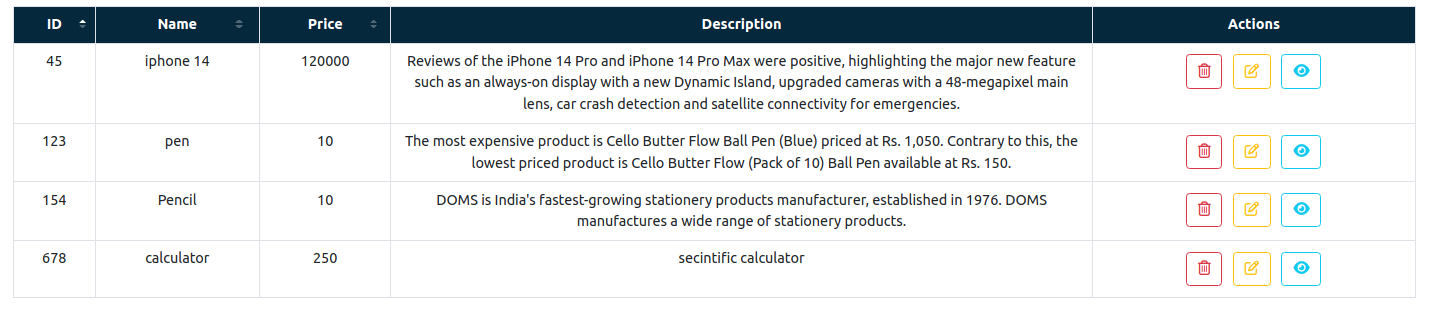 ID Name Price Description Actions
45 iphone 14 120000 Reviews of the iPhone 14 Pro and iPhone 14 Pro Max were positive, highlighting the major new feature
such as an always-on display with a new Dynamic Island, upgraded cameras with a 48-megapixel main
lens, car crash detection and satellite connectivity for emergencies.
123 pen 10 The most expensive product is Cello Butter Flow Ball Pen (Blue) priced at Rs. 1,050. Contrary to this, the
lowest priced product is Cello Butter Flow (Pack of 10) Ball Pen available at Rs. 150.
154 Pencil 10 DOMS is India's fastest-growing stationery products manufacturer, established in 1976. DOMS
manufactures a wide range of stationery products.
678 calculator 250 secintific calculator